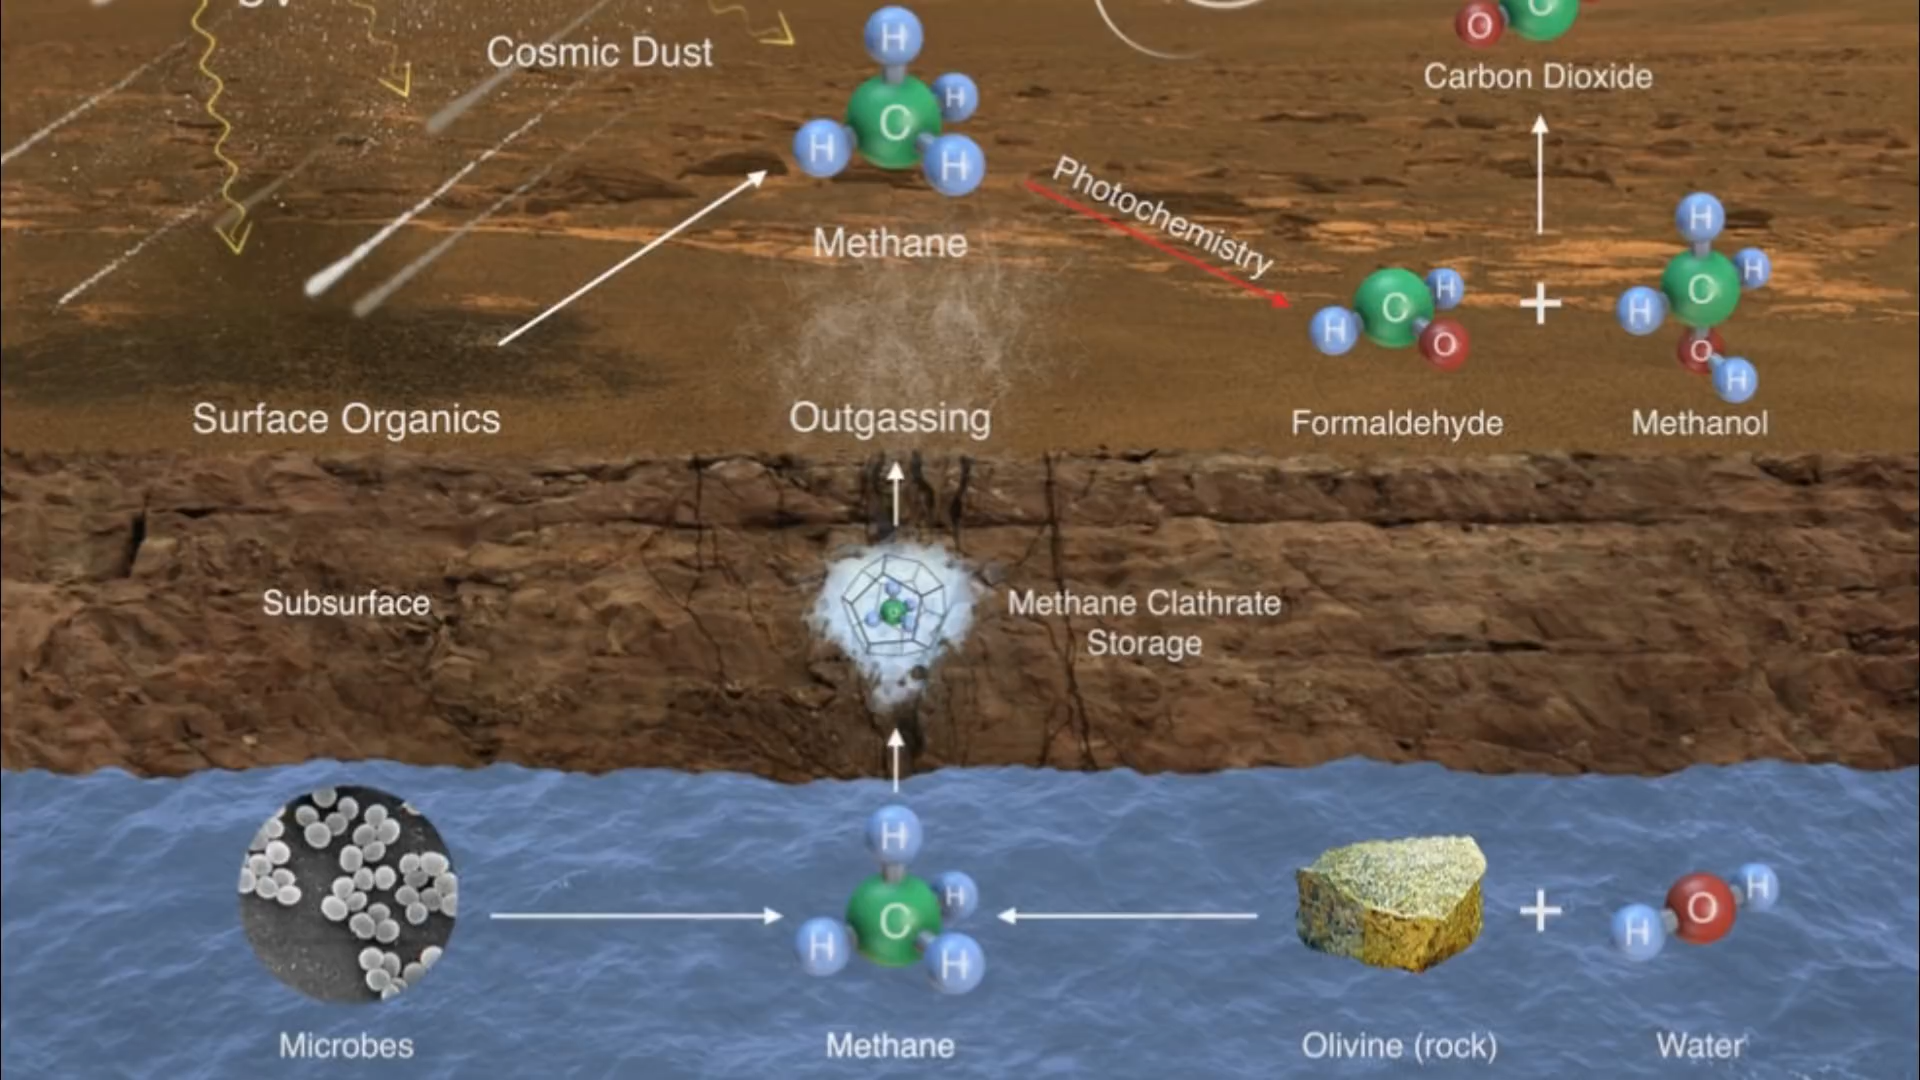 Cosmic Dust
H
H
C
H
H
Methane
O
C
Carbon Dioxide
Photochemistry
C
H
H
O
Formaldehyde
+
H
C
H
H
O
H
Methanol
Surface Organics
Outgassing
Subsurface
Methane Clathrate
Storage
Microbes
H
H
C
H
H
Methane
Olivine (rock)
+
H
O
H
Water